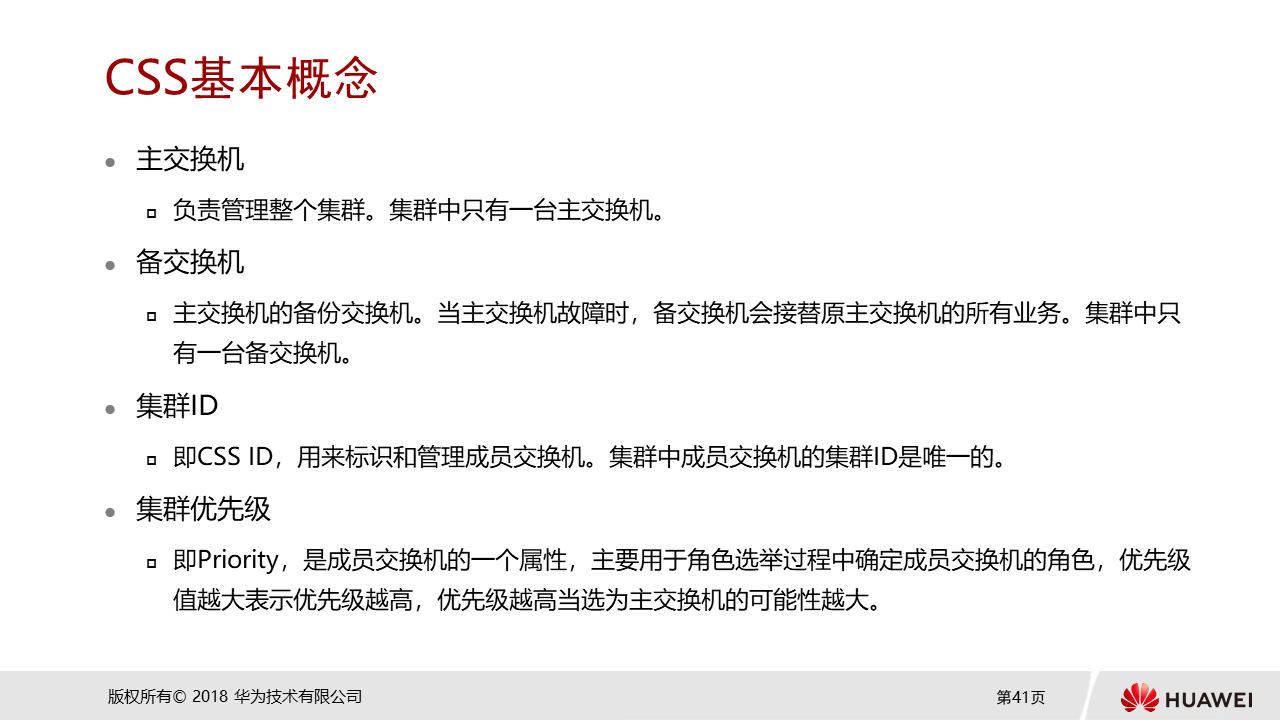 CSS基本概念
主交换机
负责管理整个集群。集群中只有一台主交换机。
备交换机
主交换机的备份交换机。当主交换机故障时，备交换机会接替原主交换机的所有业务。集群中只
有一台备交换机。
集群ID
即CSS ID，用来标识和管理成员交换机。集群中成员交换机的集群ID是唯一的。
集群优先级
即Priority，是成员交换机的一个属性，主要用于角色选举过程中确定成员交换机的角色，优先级
值越大表示优先级越高，优先级越高当选为主交换机的可能性越大。
版权所有© 2018 华为技术有限公司
第41页
HUAWEI